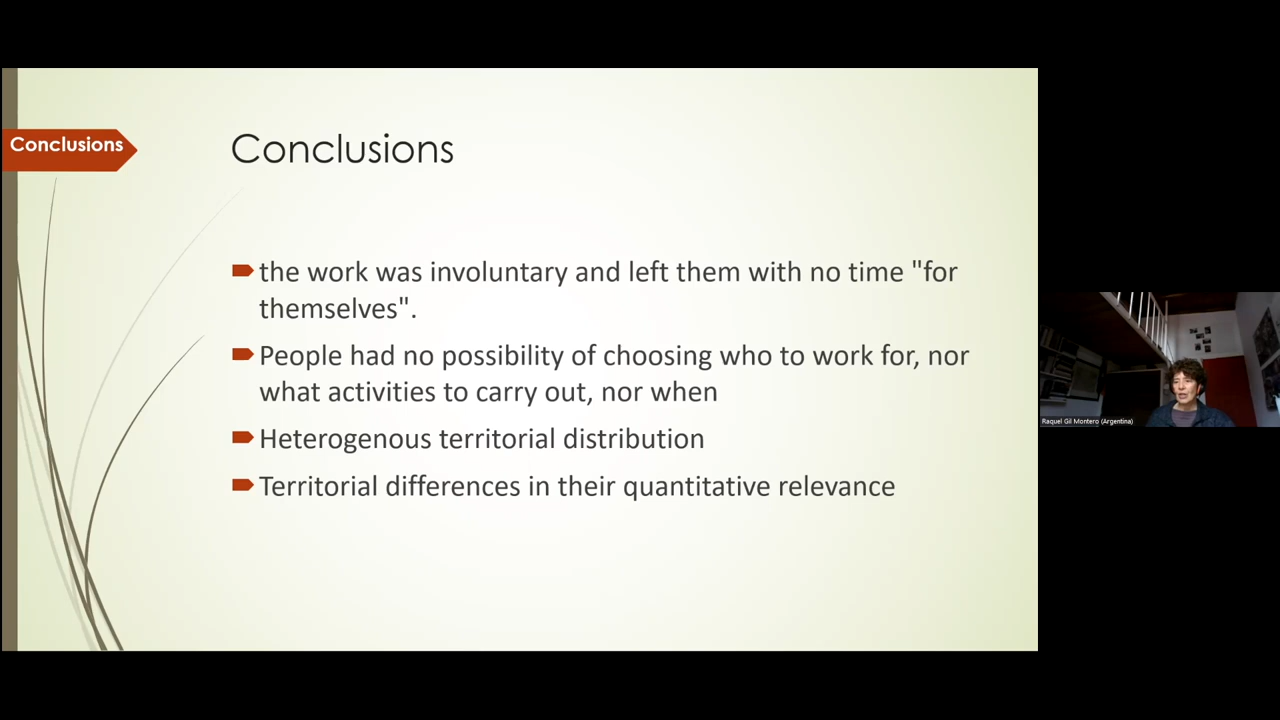 Conclusions
Conclusions
the work was involuntary and left them with no time "for
themselves".
People had no possibility of choosing who to work for, nor
what activities to carry out, nor when
Heterogenous territorial distribution
Territorial differences in their quantitative relevance
Raquel Gil Montero (Argentina)